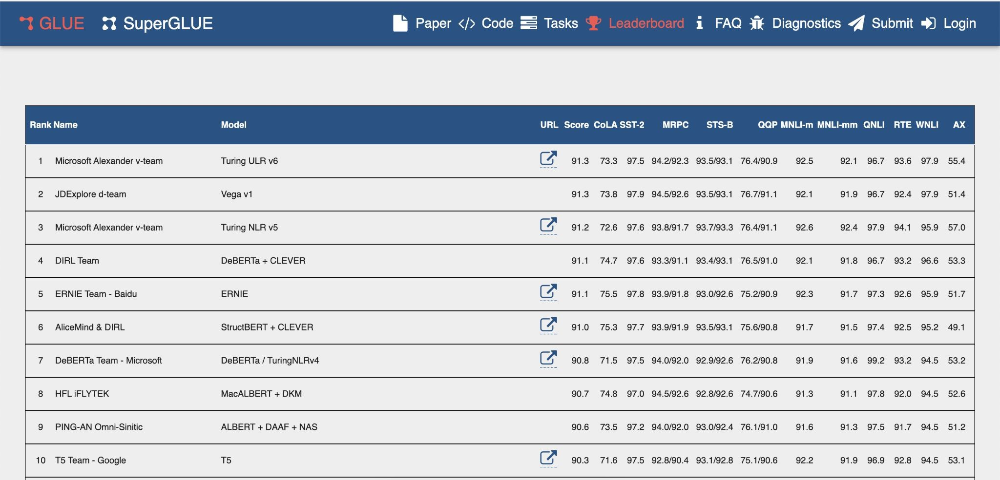 GLUE SuperGLUE Paper </> Code Tasks Leaderboard FAQ Diagnostics Submit Login
Rank Name Model URL Score CoLA SST-2 MRPC STS-B QQP MNLI-m MNLI-mm QNLI RTE WNLI AX
1 Microsoft Alexander v-team Turing ULR v6 91.3 73.3 97.5 94.2/92.3 93.5/93.1 76.4/90.9 92.5 92.1 96.7 93.6 97.9 55.4
2 JDExplore d-team Vega v1 91.3 73.8 97.9 94.5/92.6 93.5/93.1 76.7/91.1 92.1 91.9 96.7 92.4 97.9 51.4
3 Microsoft Alexander v-team Turing NLR v5 91.2 72.6 97.6 93.8/91.7 93.7/93.3 76.4/91.1 92.6 92.4 97.9 94.1 95.9 57.0
4 DIRL Team DeBERTa + CLEVER 91.1 74.7 97.6 93.3/91.1 93.4/93.1 76.5/91.0 92.1 91.8 96.7 93.2 96.6 53.3
5 ERNIE Team - Baidu ERNIE 91.1 75.5 97.8 93.9/91.8 93.0/92.6 75.2/90.9 92.3 91.7 97.3 92.6 95.9 51.7
6 AliceMind & DIRL StructBERT + CLEVER 91.0 75.3 97.7 93.9/91.9 93.5/93.1 75.6/90.8 91.7 91.5 97.4 92.5 95.2 49.1
7 DeBERTa Team - Microsoft DeBERTa / TuringNLRv4 90.8 71.5 97.5 94.0/92.0 92.9/92.6 76.2/90.8 91.9 91.6 99.2 93.2 94.5 53.2
8 HFL iFLYTEK MacALBERT + DKM 90.7 74.8 97.0 94.5/92.6 92.8/92.6 74.7/90.6 91.3 91.1 97.8 92.0 94.5 52.6
9 PING-AN Omni-Sinitic ALBERT + DAAF + NAS 90.6 73.5 97.2 94.0/92.0 93.0/92.4 76.1/91.0 91.6 91.3 97.5 91.7 94.5 51.2
10 T5 Team - Google T5 90.3 71.6 97.5 92.8/90.4 93.1/92.8 75.1/90.6 92.2 91.9 96.9 92.8 94.5 53.1